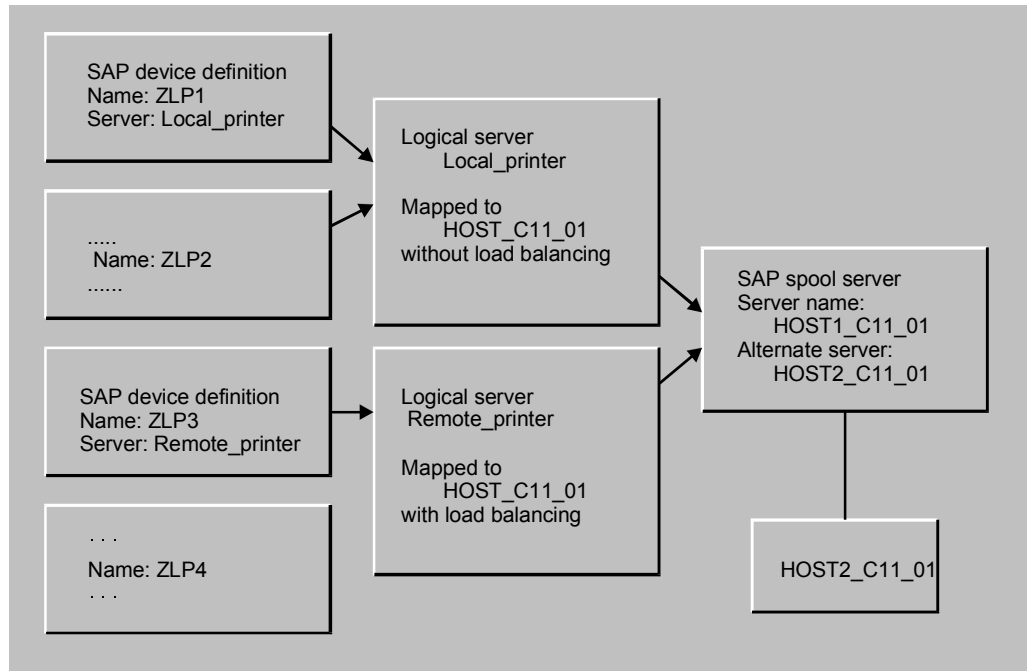 SAP device definition
Name: ZLP1
Server: Local_printer
.....
Name: ZLP2
......
SAP device definition
Name: ZLP3
Server: Remote_printer
. . .
Name: ZLP4
. . .
Logical server
Local_printer
Mapped to
HOST_C11_01
without load balancing
Logical server
Remote_printer
Mapped to
HOST_C11_01
with load balancing
SAP spool server
Server name:
HOST1_C11_01
Alternate server:
HOST2_C11_01
HOST2_C11_01